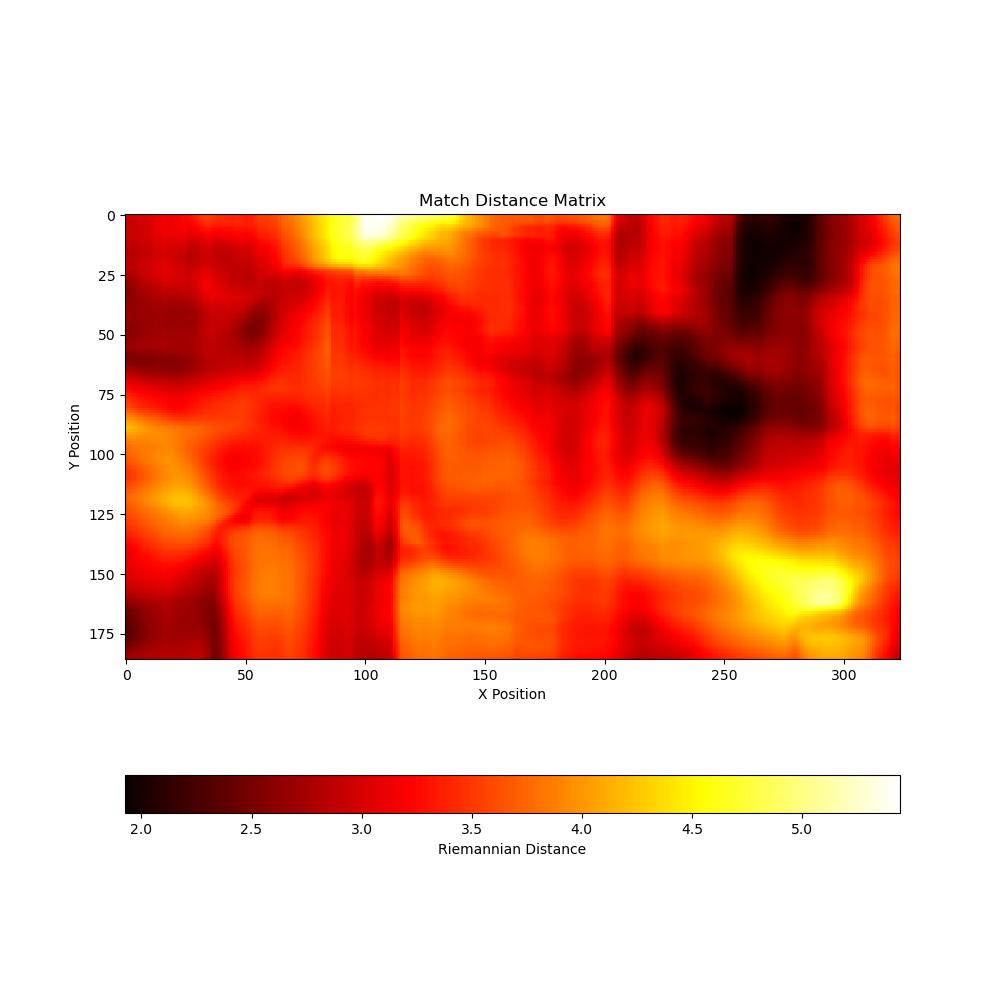 Match Distance Matrix
0
25
50
75
100
125
150
175
Y Position
0 50 100 150 200 250 300
X Position
2.0 2.5 3.0 3.5 4.0 4.5 5.0
Riemannian Distance